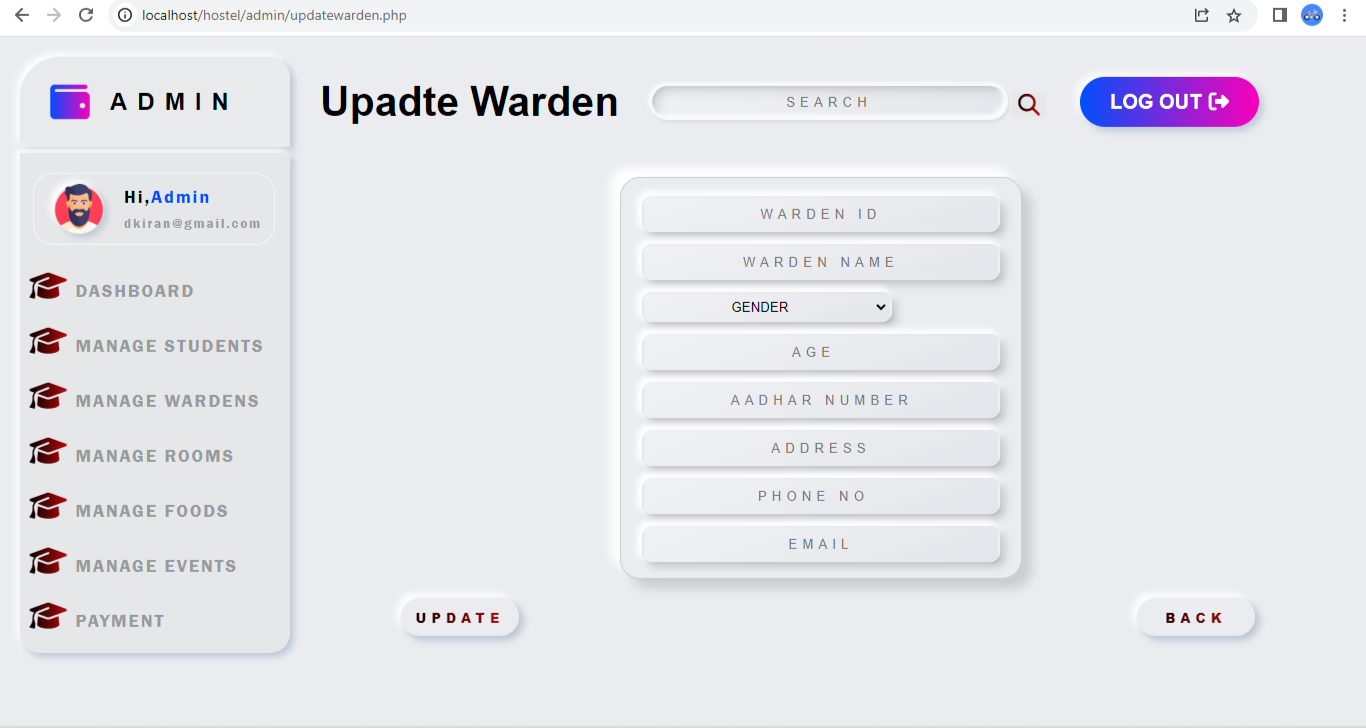 localhost/hostel/admin/updatewarden.php
ADMIN
Upadte Warden
SEARCH
LOG OUT
Hi,Admin
dkiran@gmail.com
DASHBOARD
MANAGE STUDENTS
MANAGE WARDENS
MANAGE ROOMS
MANAGE FOODS
MANAGE EVENTS
PAYMENT
WARDEN ID
WARDEN NAME
GENDER
AGE
AADHAR NUMBER
ADDRESS
PHONE NO
EMAIL
UPDATE
BACK